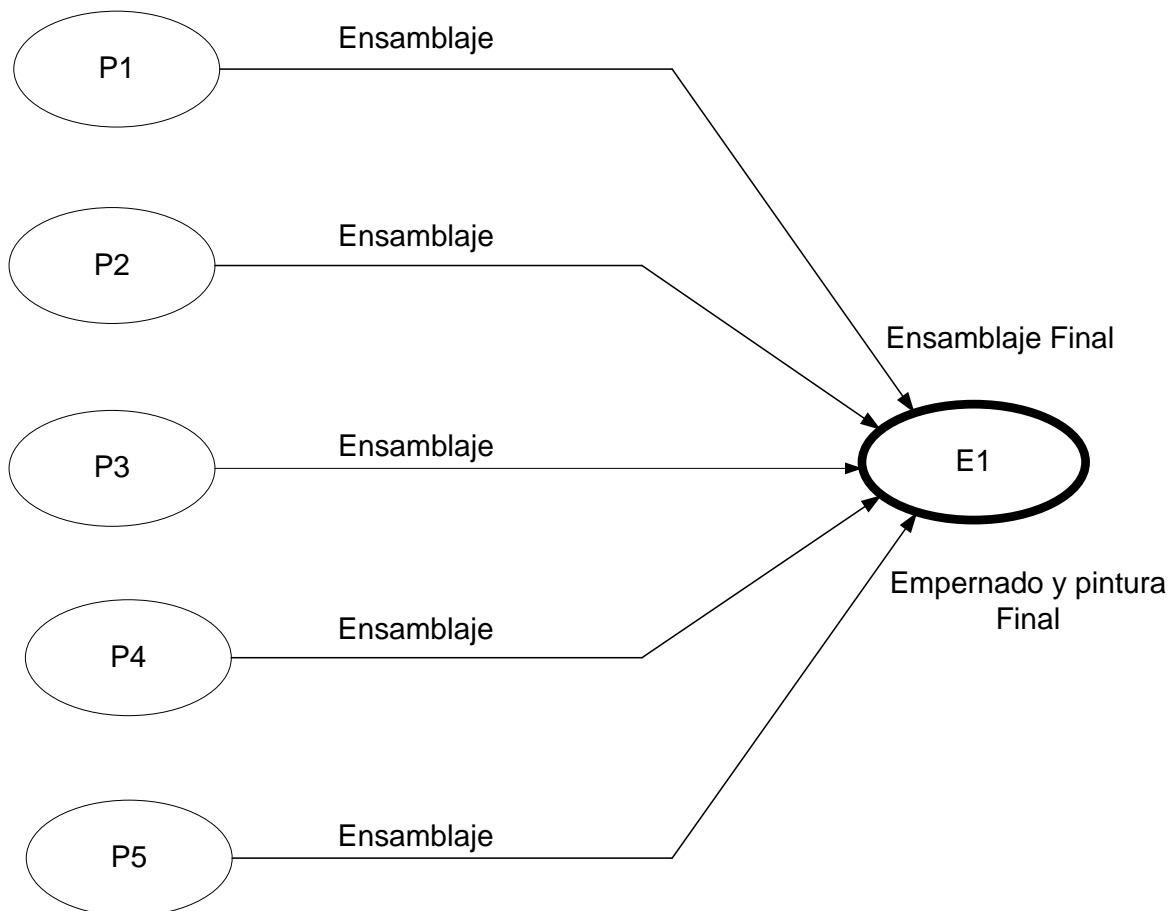 Ensamblaje
P1
Ensamblaje
P2
Ensamblaje Final
Ensamblaje
P3
E1
Empernado y pintura
Final
Ensamblaje
P4
Ensamblaje
P5